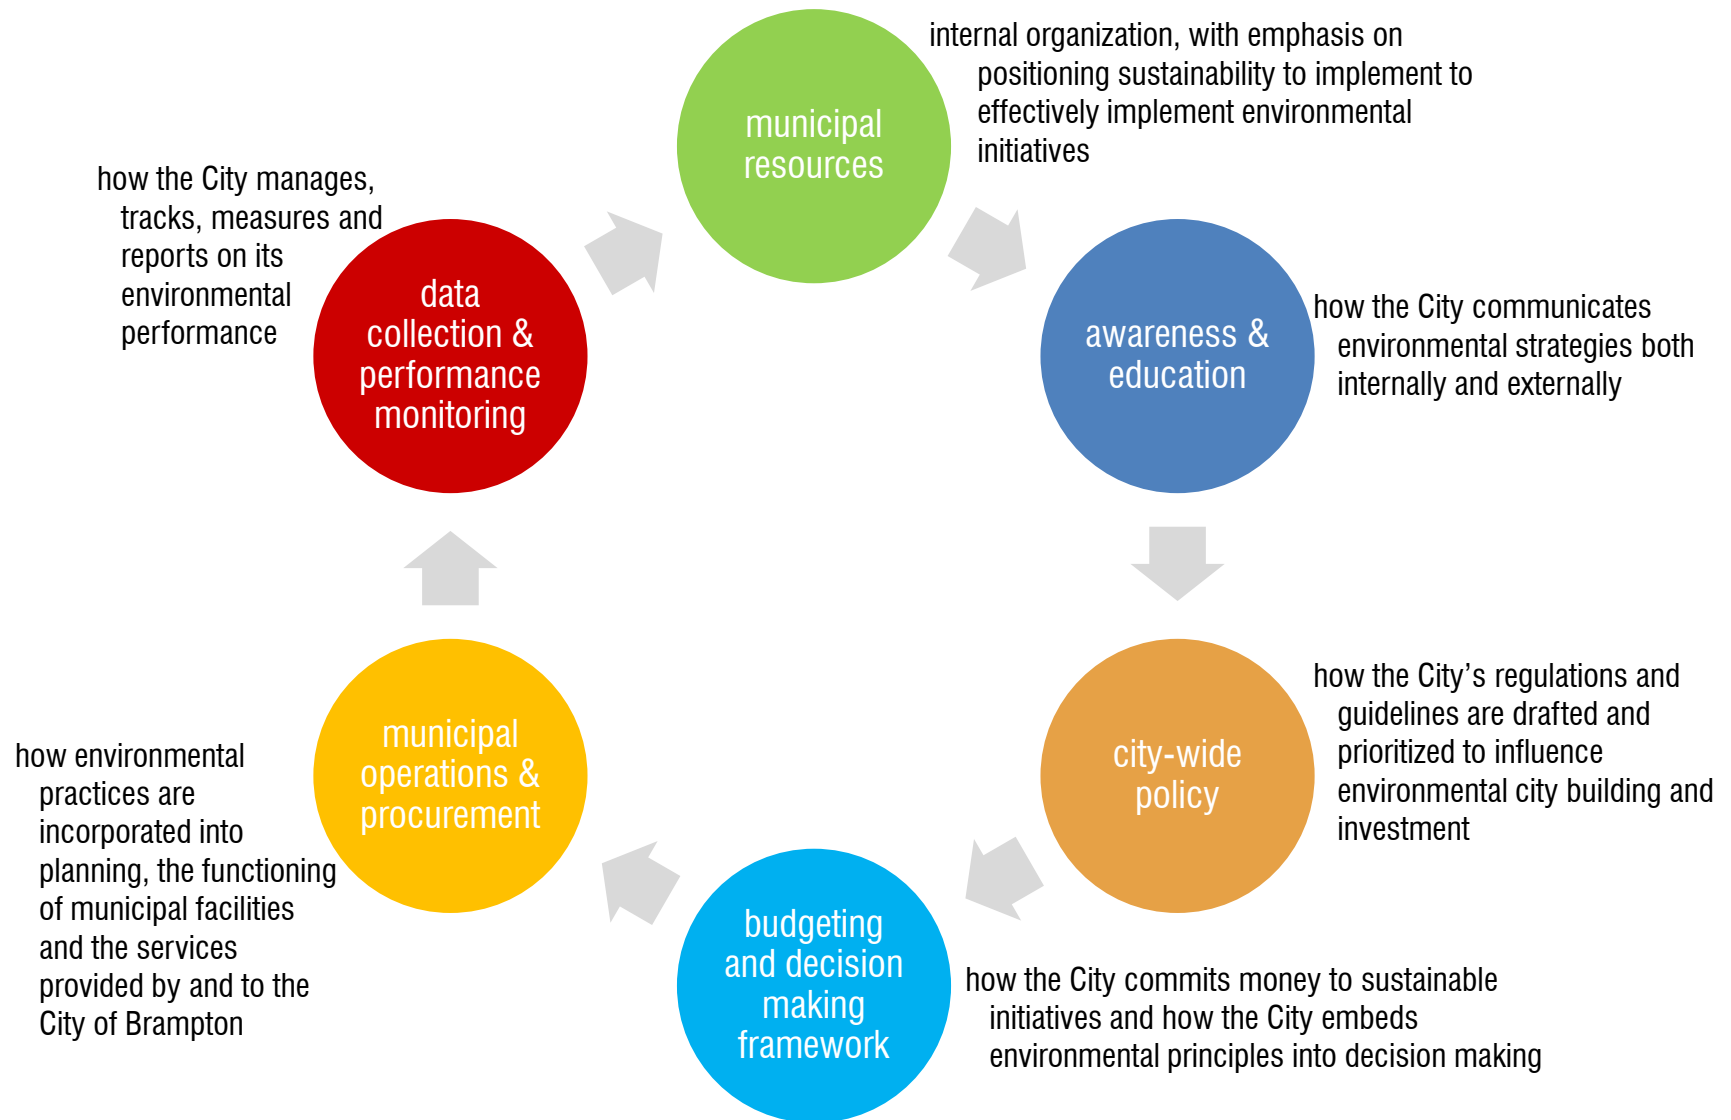 municipal
resources
internal organization, with emphasis on
positioning sustainability to implement to
effectively implement environmental
initiatives
awareness &
education
how the City communicates
environmental strategies both
internally and externally
city-wide
policy
how the City’s regulations and
guidelines are drafted and
prioritized to influence
environmental city building and
investment
budgeting
and decision
making
framework
how the City commits money to sustainable
initiatives and how the City embeds
environmental principles into decision making
municipal
operations &
procurement
how environmental
practices are
incorporated into
planning, the functioning
of municipal facilities
and the services
provided by and to the
City of Brampton
data
collection &
performance
monitoring
how the City manages,
tracks, measures and
reports on its
environmental
performance